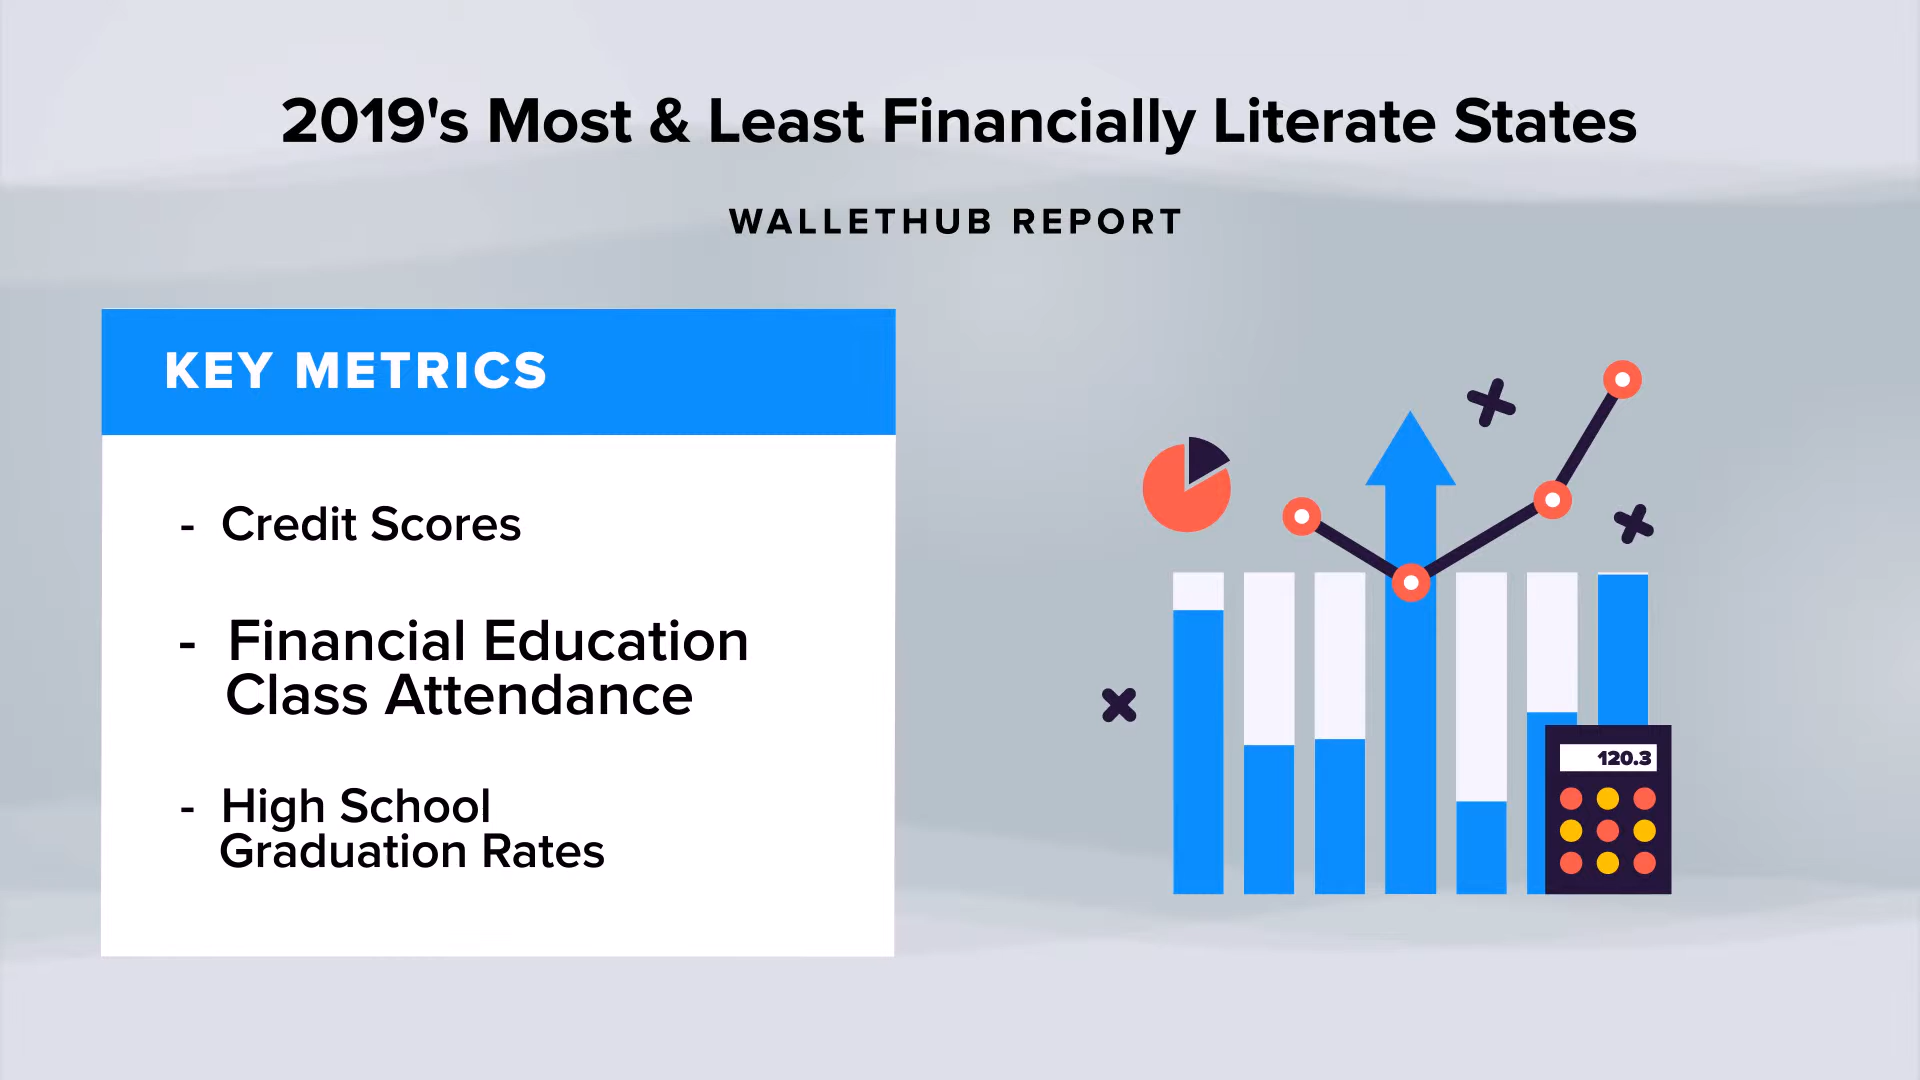 2019's Most & Least Financially Literate States
WALLETHUB REPORT
KEY METRICS
- Credit Scores
- Financial Education
Class Attendance
- High School
Graduation Rates
120.3